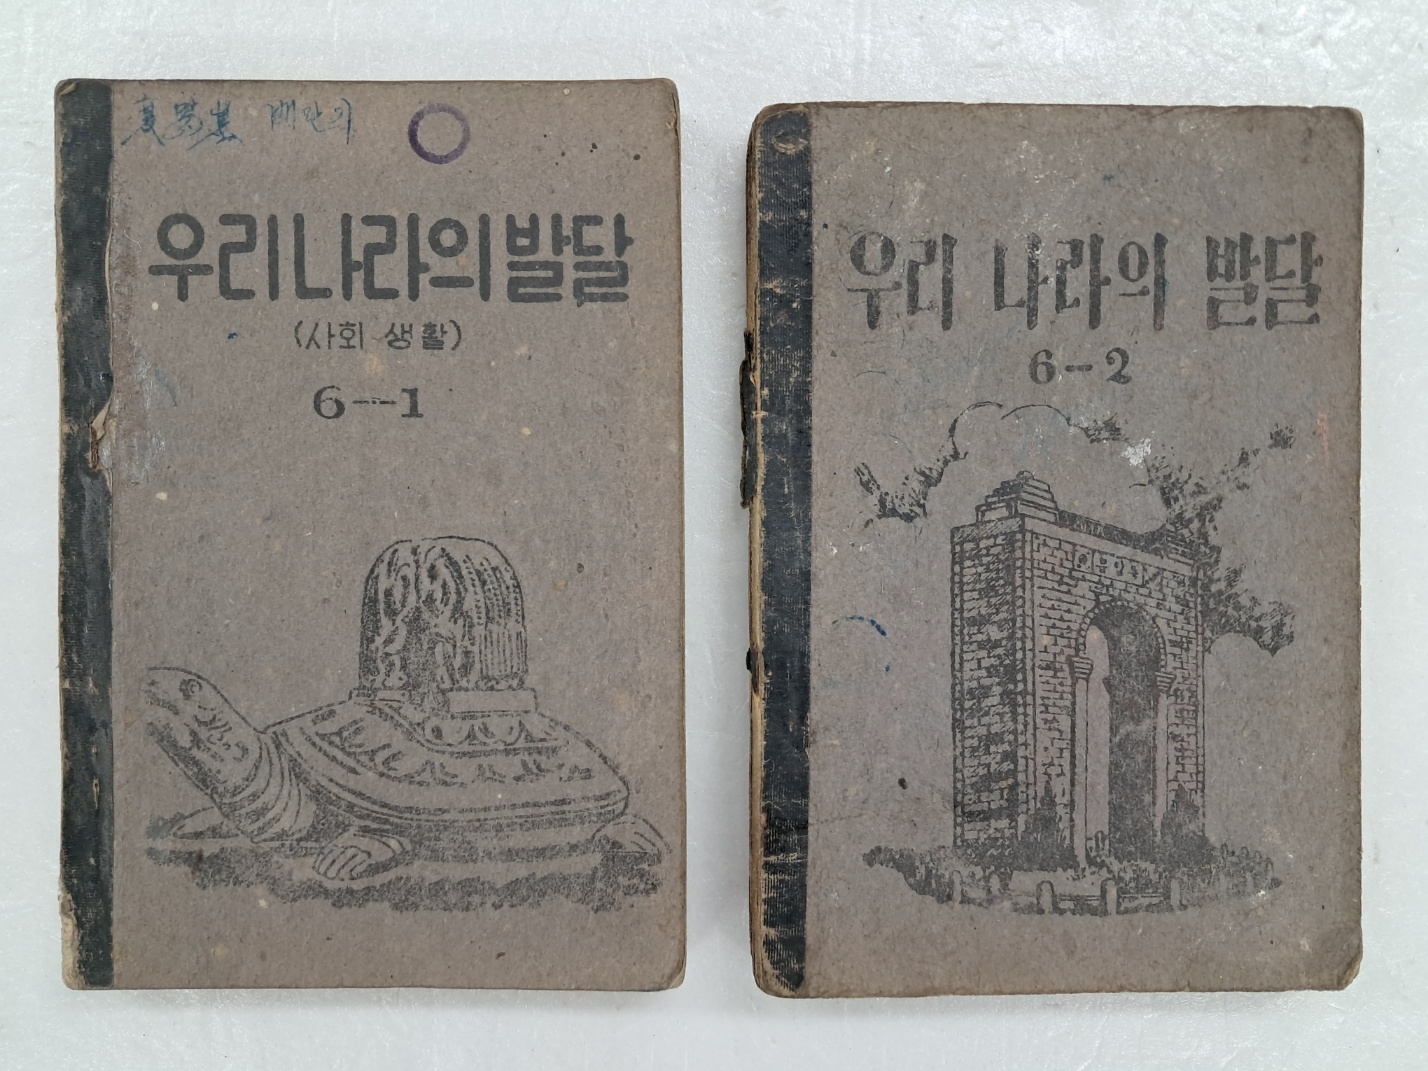 우리나라의발달
(사회 생활)
6-1
우리 나라의 발달
6-2